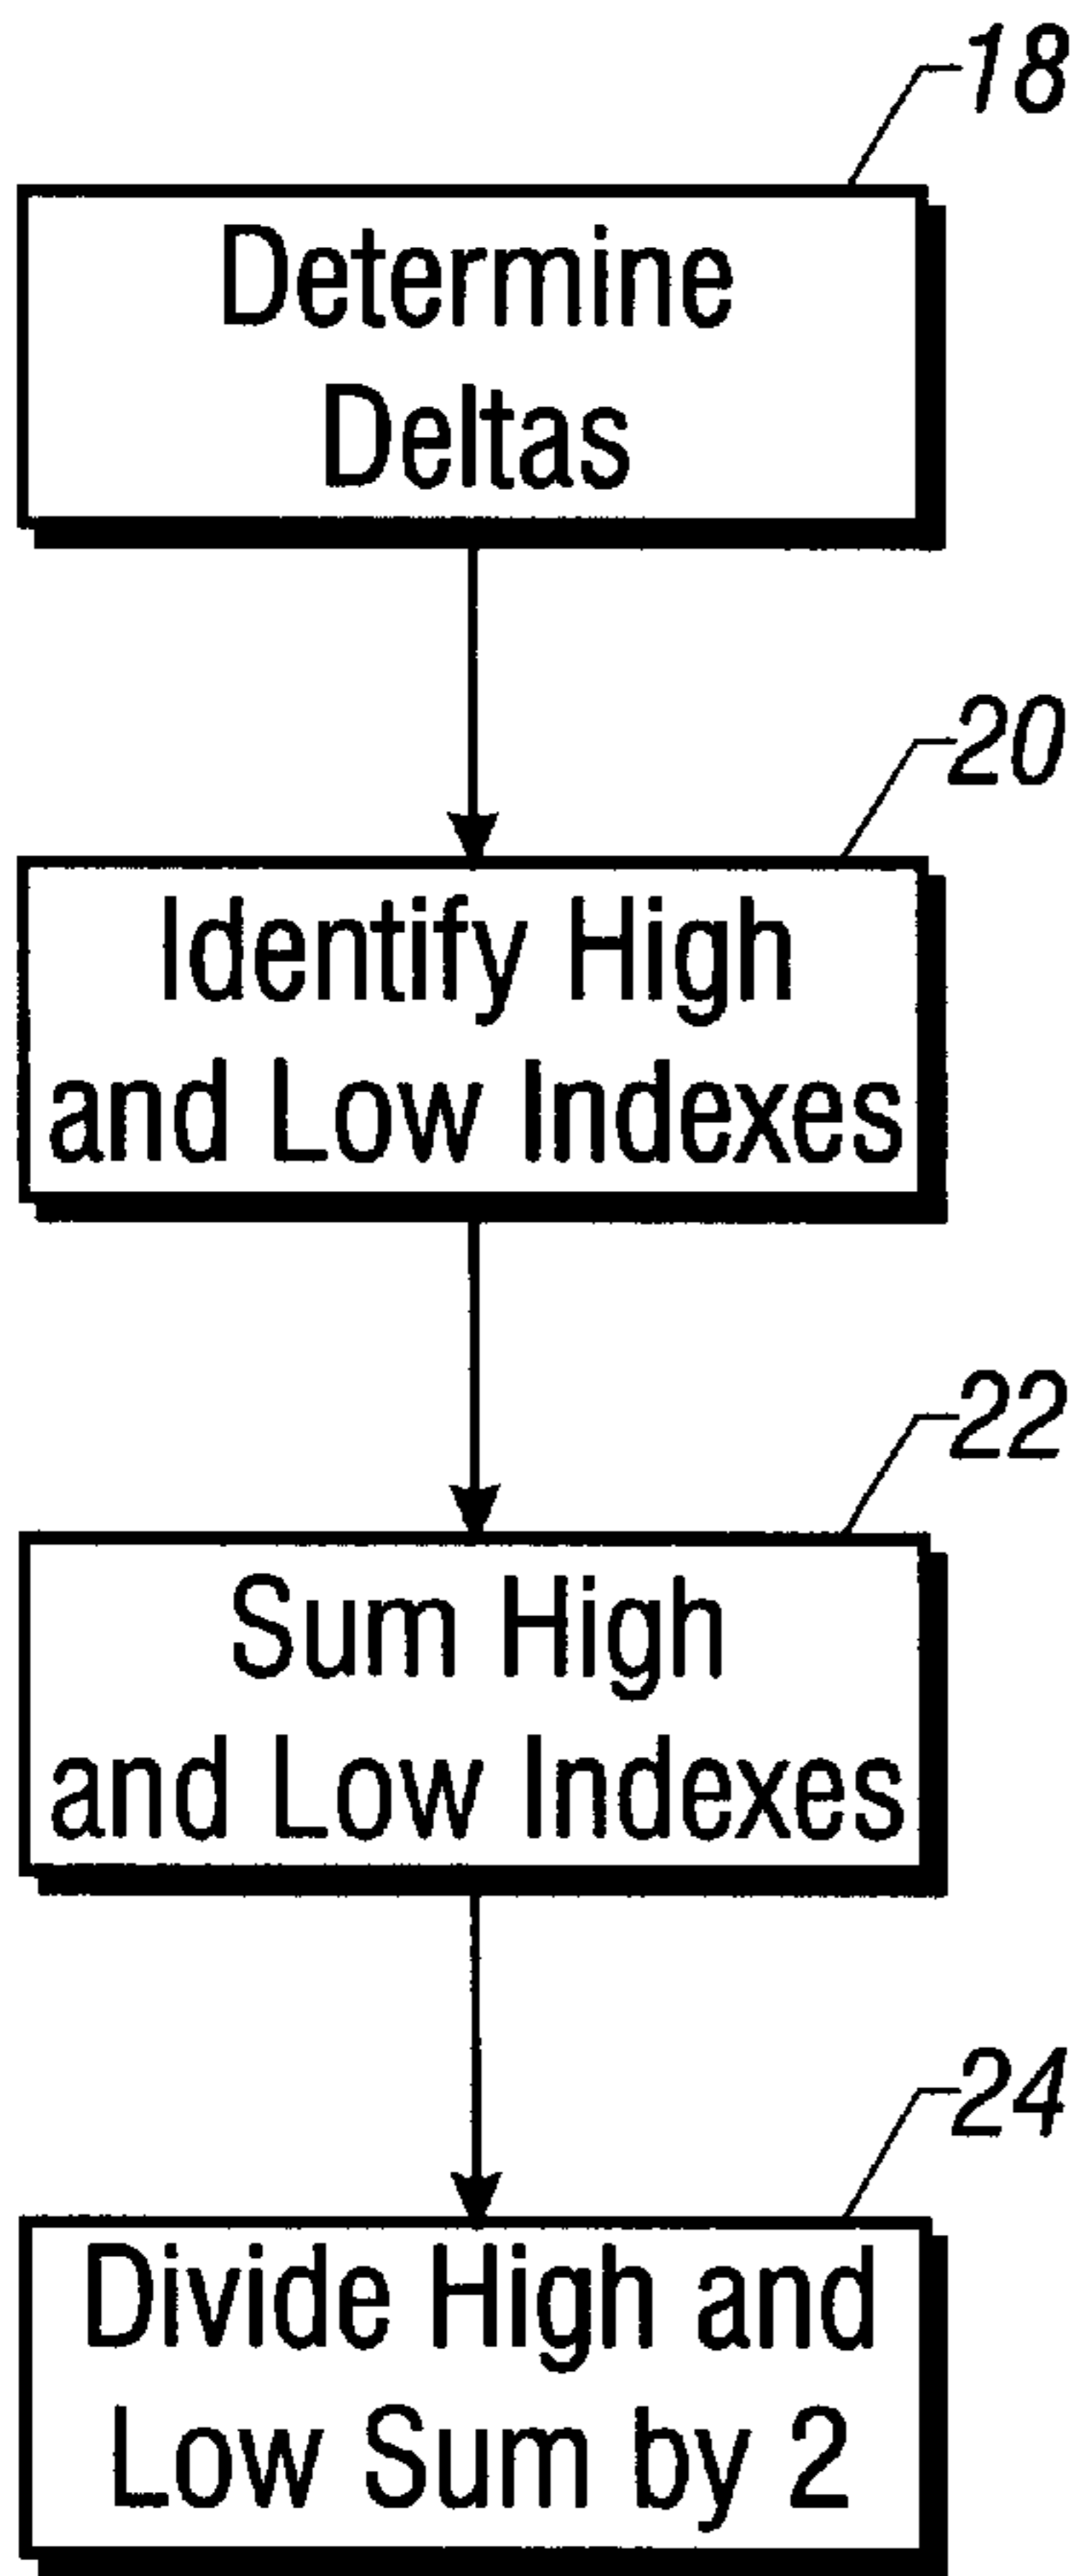 18
Determine
Deltas
20
Identify High
and Low Indexes
22
Sum High
and Low Indexes
24
Divide High and
Low Sum by 2